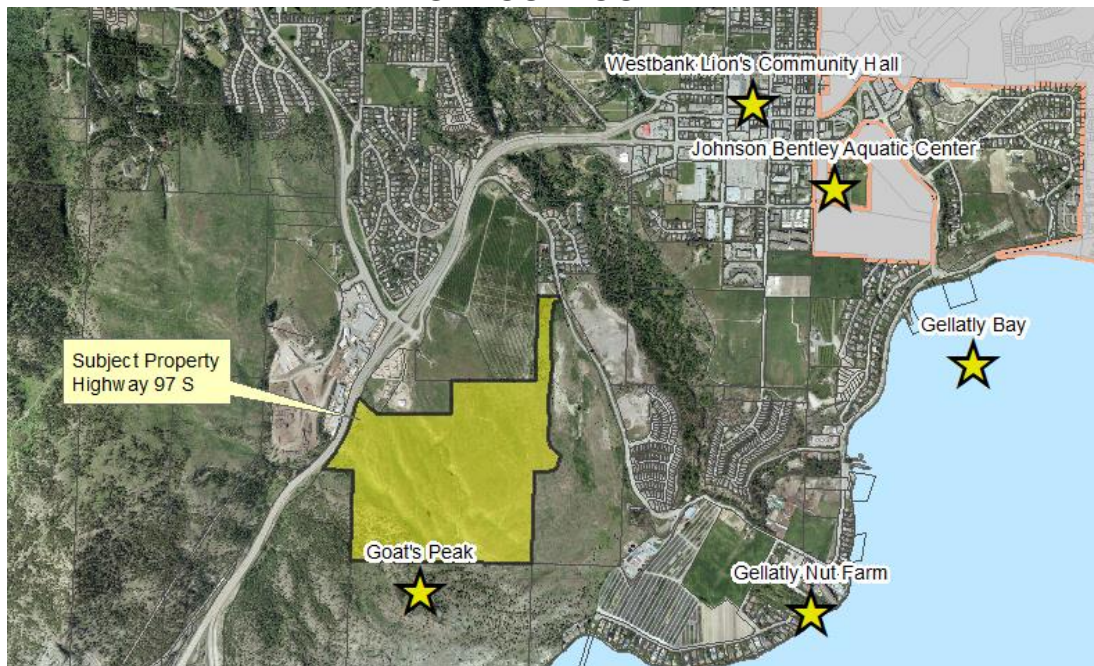 Westbank Lion's Community Hall
Johnson Bentley Aquatic Center
Gellatly Bay
Subject Property
Highway 97 S
Goat's Peak
Gellatly Nut Farm